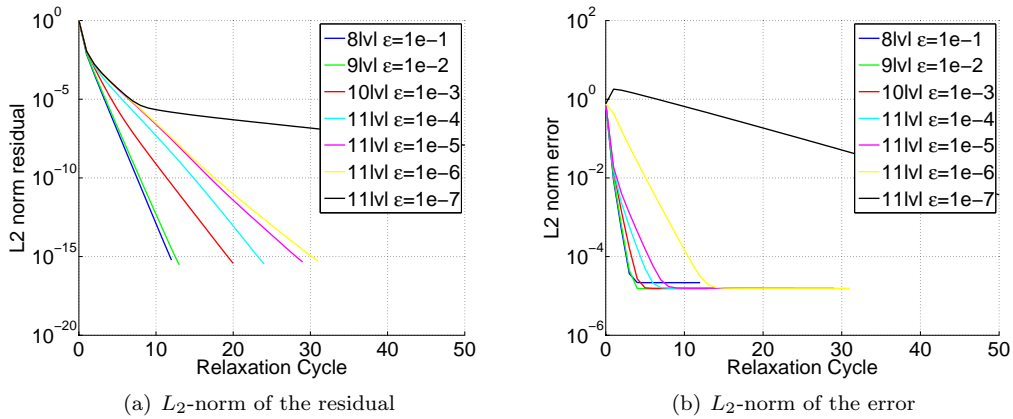 10^0
10^−5
10^−10
10^−15
10^−20
L2 norm residual
0 10 20 30 40 50
Relaxation Cycle
8lvl ε=1e−1
9lvl ε=1e−2
10lvl ε=1e−3
11lvl ε=1e−4
11lvl ε=1e−5
11lvl ε=1e−6
11lvl ε=1e−7
(a) L₂-norm of the residual
10^2
10^0
10^−2
10^−4
10^−6
L2 norm error
0 10 20 30 40 50
Relaxation Cycle
8lvl ε=1e−1
9lvl ε=1e−2
10lvl ε=1e−3
11lvl ε=1e−4
11lvl ε=1e−5
11lvl ε=1e−6
11lvl ε=1e−7
(b) L₂-norm of the error